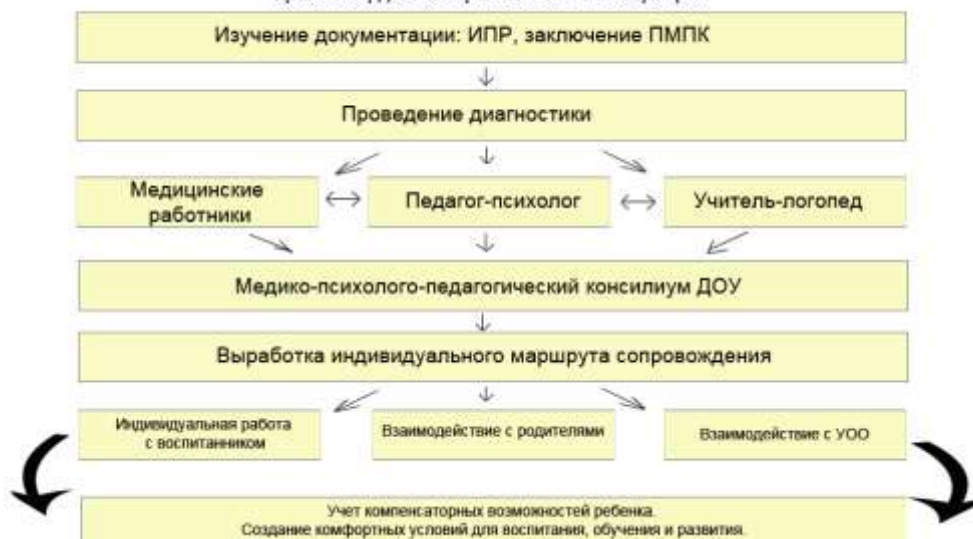 Изучение документации: ИПР, заключение ПМПК
Проведение диагностики
Медицинские
работники
Педагог-психолог
Учитель-логопед
Медико-психолого-педагогический консилиум ДОУ
Выработка индивидуального маршрута сопровождения
Индивидуальная работа
с воспитанником
Взаимодействие с родителями
Взаимодействие с УОО
Учет компенсаторных возможностей ребенка.
Создание комфортных условий для воспитания, обучения и развития.